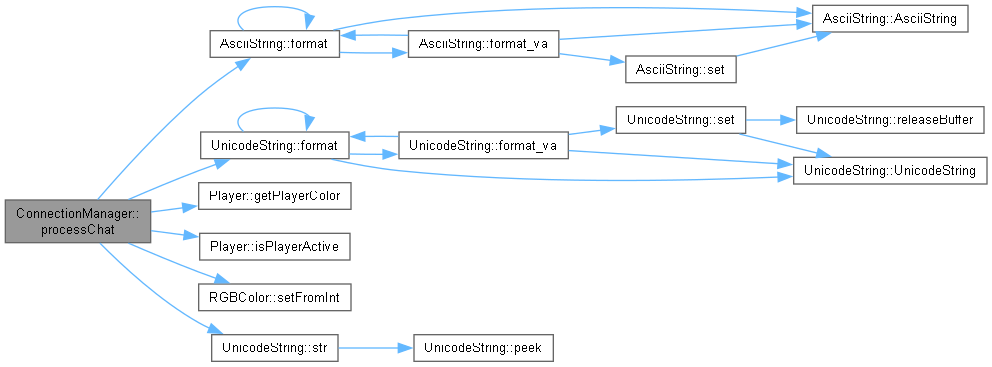 AsciiString::AsciiString
AsciiString::format
AsciiString::format_va
AsciiString::set
UnicodeString::set
UnicodeString::releaseBuffer
UnicodeString::format
UnicodeString::format_va
UnicodeString::UnicodeString
Player::getPlayerColor
ConnectionManager::
processChat
Player::isPlayerActive
RGBColor::setFromInt
UnicodeString::str
UnicodeString::peek